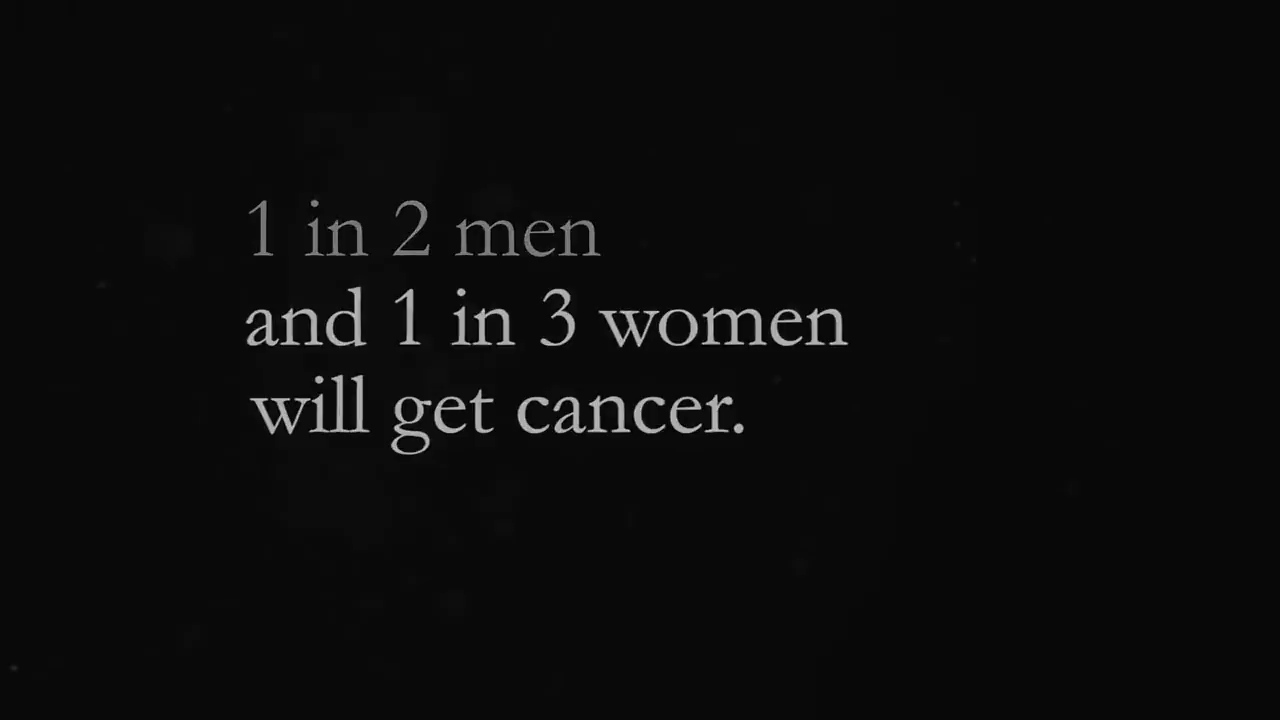 1 in 2 men
and 1 in 3 women
will get cancer.